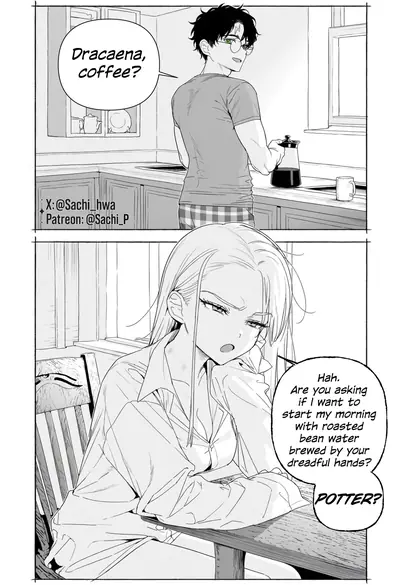 Dracaena,
coffee?
X:@Sachi_hwa
Patreon: @Sachi_P
Hah.
Are you asking
if I want to
start my morning
with roasted
bean water
brewed by your
dreadful hands?
POTTER?